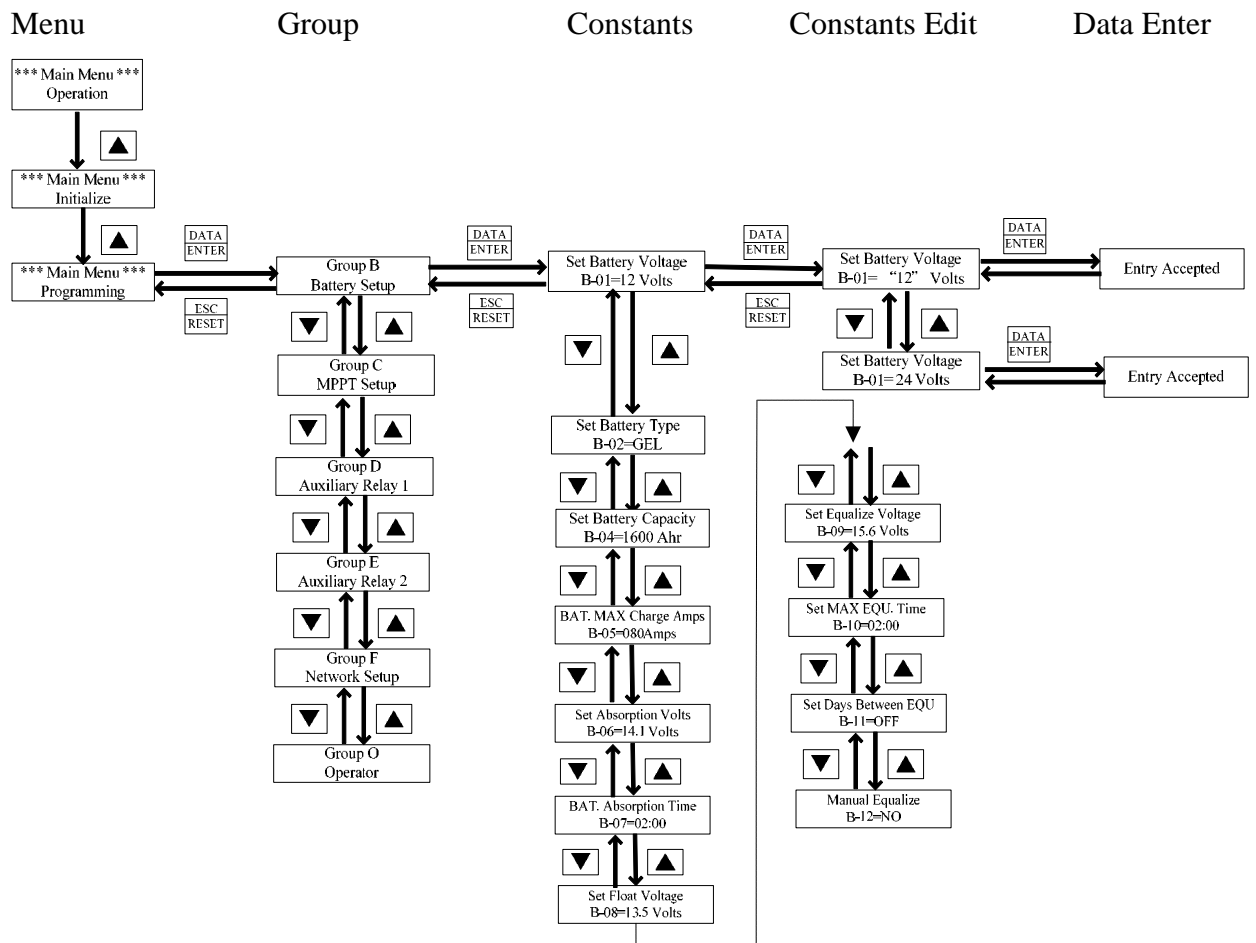 Menu
Group
Constants
Constants Edit
Data Enter
*** Main Menu ***
Operation
*** Main Menu ***
Initialize
*** Main Menu ***
Programming
DATA
ENTER
ESC
RESET
Group B
Battery Setup
Group C
MPPT Setup
Group D
Auxiliary Relay 1
Group E
Auxiliary Relay 2
Group F
Network Setup
Group O
Operator
DATA
ENTER
ESC
RESET
Set Battery Voltage
B-01=12 Volts
Set Battery Type
B-02=GEL
Set Battery Capacity
B-04=1600 Ahr
BAT. MAX Charge Amps
B-05=080Amps
Set Absorption Volts
B-06=14.1 Volts
BAT. Absorption Time
B-07=02:00
Set Float Voltage
B-08=13.5 Volts
DATA
ENTER
ESC
RESET
Set Battery Voltage
B-01= “12” Volts
Set Battery Voltage
B-01=24 Volts
Set Equalize Voltage
B-09=15.6 Volts
Set MAX EQU. Time
B-10=02:00
Set Days Between EQU
B-11=OFF
Manual Equalize
B-12=NO
DATA
ENTER
Entry Accepted
DATA
ENTER
Entry Accepted